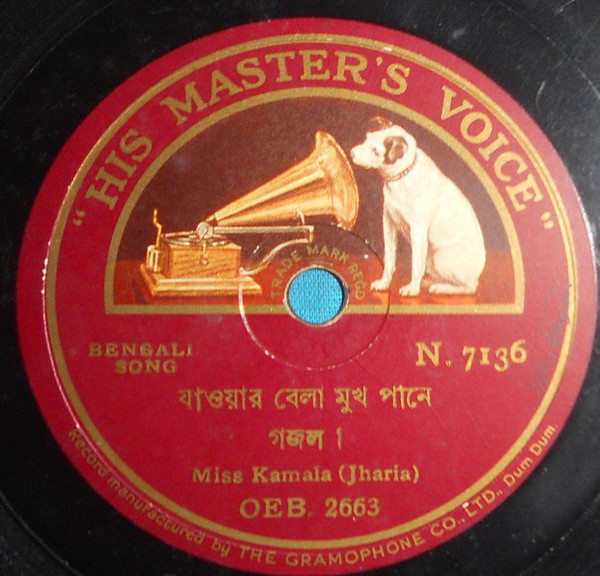 "HIS MASTER'S VOICE"
TRADE MARK REGD
BENGALI
SONG
N. 7136
যাওয়ার বেলা মুখ পানে
গজল।
Miss Kamala (Jharia)
OEB. 2663
Record manufactured by THE GRAMOPHONE CO., LTD., Dum Dum.